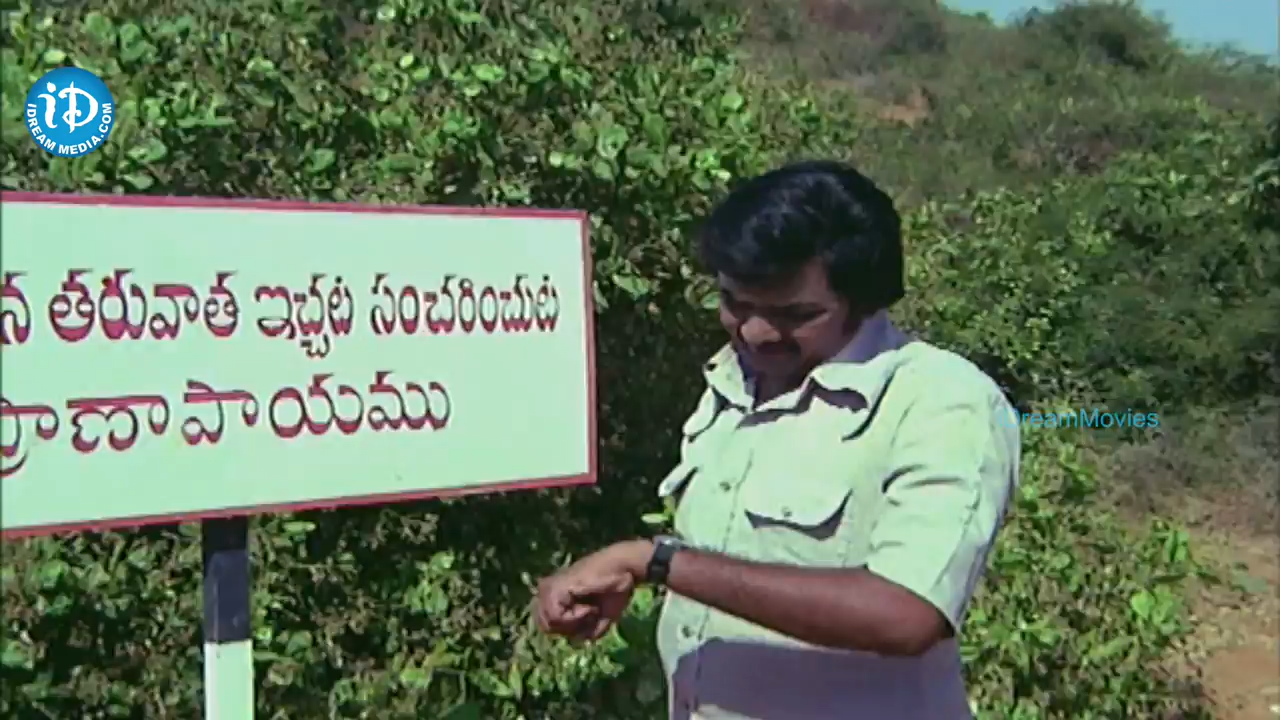 iD
IDREAM MEDIA.COM
న తరువాత ఇచ్చట సంచరించుట
ప్రాణాపాయము
iDreamMovies